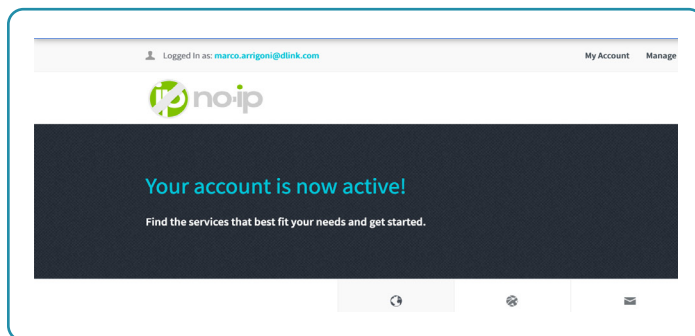 Logged In as: marco.arrigoni@dlink.com My Account Manage
no-ip
Your account is now active!
Find the services that best fit your needs and get started.